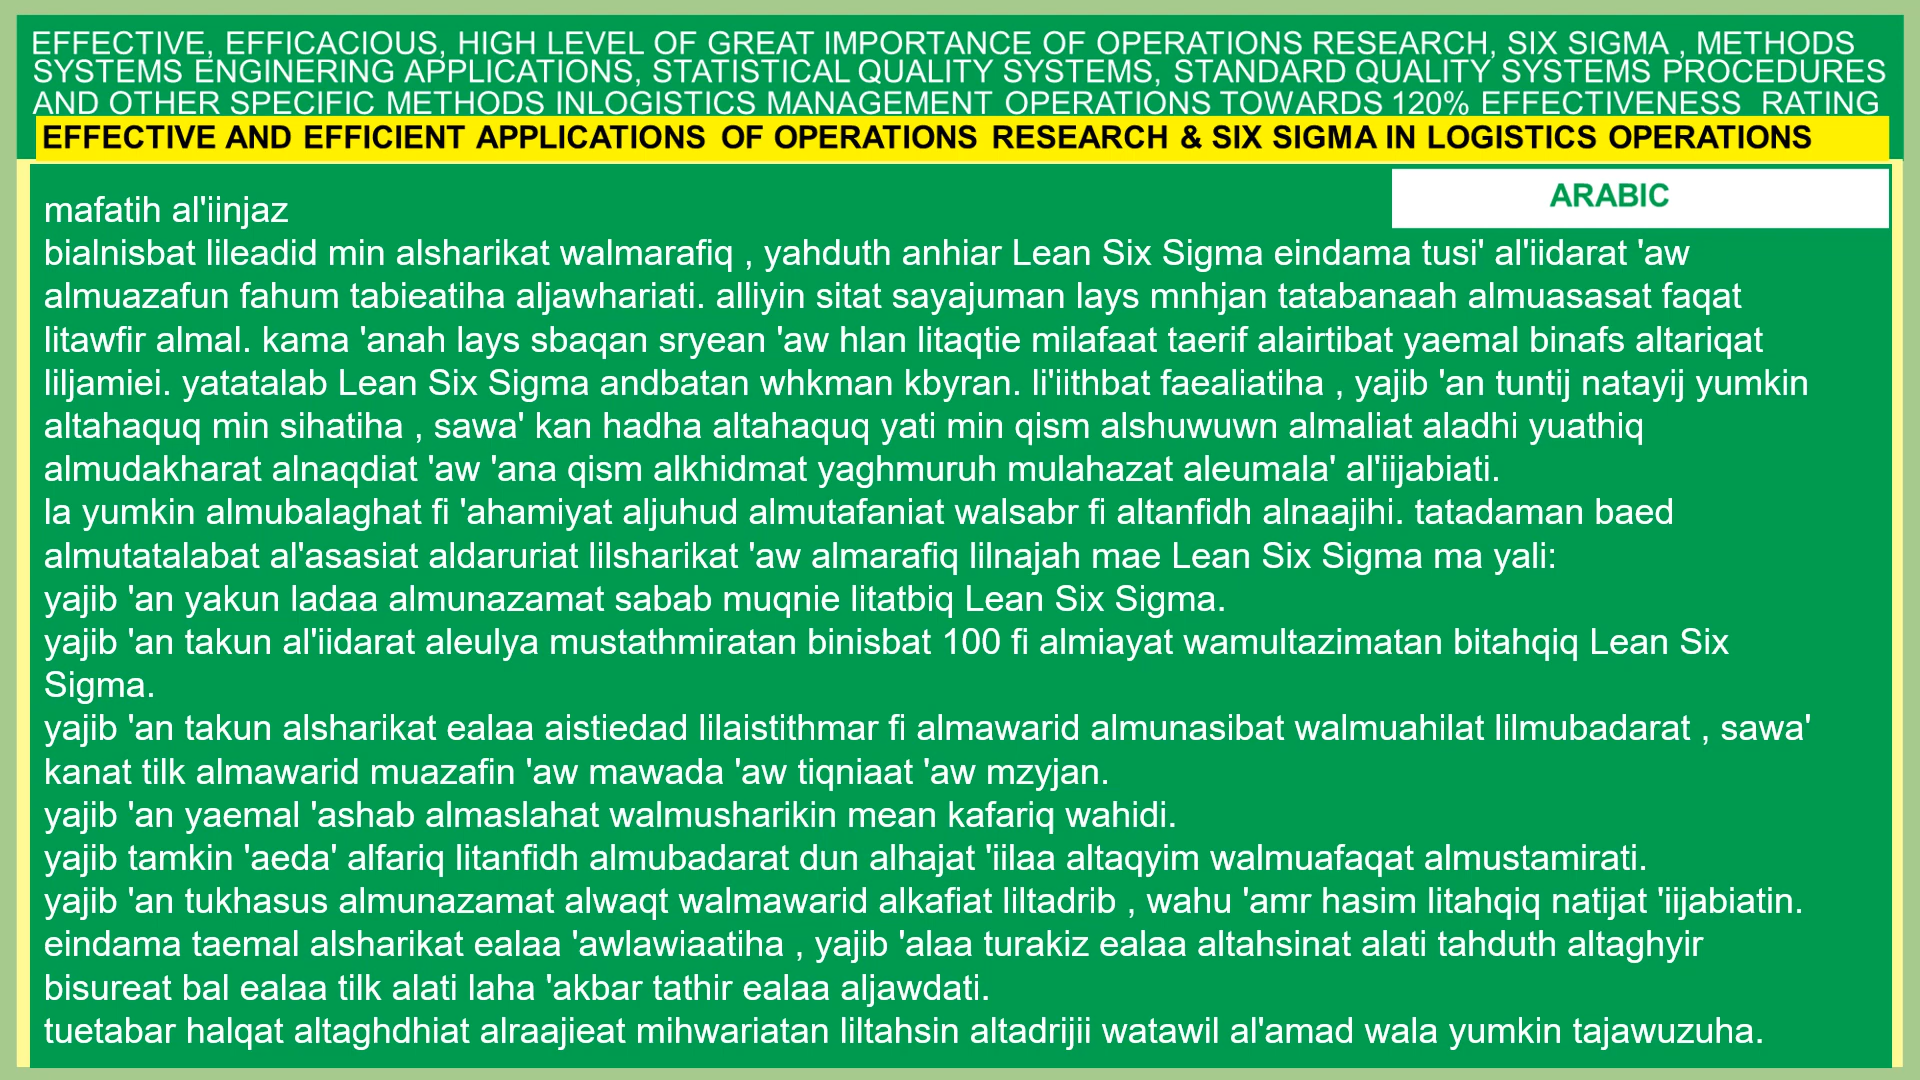 EFFECTIVE, EFFICACIOUS, HIGH LEVEL OF GREAT IMPORTANCE OF OPERATIONS RESEARCH, SIX SIGMA , METHODS
SYSTEMS ENGINERING APPLICATIONS, STATISTICAL QUALITY SYSTEMS, STANDARD QUALITY SYSTEMS PROCEDURES
AND OTHER SPECIFIC METHODS INLOGISTICS MANAGEMENT OPERATIONS TOWARDS 120% EFFECTIVENESS RATING
EFFECTIVE AND EFFICIENT APPLICATIONS OF OPERATIONS RESEARCH & SIX SIGMA IN LOGISTICS OPERATIONS
ARABIC
mafatih al'iinjaz
bialnisbat lileadid min alsharikat walmarafiq , yahduth anhiar Lean Six Sigma eindama tusi' al'iidarat 'aw
almuazafun fahum tabieatiha aljawhariati. alliyin sitat sayajuman lays mnhjan tatabanaah almuasasat faqat
litawfir almal. kama 'anah lays sbaqan sryean 'aw hlan litaqtie milafaat taerif alairtibat yaemal binafs altariqat
liljamiei. yatatalab Lean Six Sigma andbatan whkman kbyran. li'iithbat faealiatiha , yajib 'an tuntij natayij yumkin
altahaquq min sihatiha , sawa' kan hadha altahaquq yati min qism alshuwuwn almaliat aladhi yuathiq
almudakharat alnaqdiat 'aw 'ana qism alkhidmat yaghmuruh mulahazat aleumala' al'iijabiati.
la yumkin almubalaghat fi 'ahamiyat aljuhud almutafaniat walsabr fi altanfidh alnaajihi. tatadaman baed
almutatalabat al'asasiat aldaruriat lilsharikat 'aw almarafiq lilnajah mae Lean Six Sigma ma yali:
yajib 'an yakun ladaa almunazamat sabab muqnie litatbiq Lean Six Sigma.
yajib 'an takun al'iidarat aleulya mustathmiratan binisbat 100 fi almiayat wamultazimatan bitahqiq Lean Six
Sigma.
yajib 'an takun alsharikat ealaa aistiedad lilaistithmar fi almawarid almunasibat walmuahilat lilmubadarat , sawa'
kanat tilk almawarid muazafin 'aw mawada 'aw tiqniaat 'aw mzyjan.
yajib 'an yaemal 'ashab almaslahat walmusharikin mean kafariq wahidi.
yajib tamkin 'aeda' alfariq litanfidh almubadarat dun alhajat 'iilaa altaqyim walmuafaqat almustamirati.
yajib 'an tukhasus almunazamat alwaqt walmawarid alkafiat liltadrib , wahu 'amr hasim litahqiq natijat 'iijabiatin.
eindama taemal alsharikat ealaa 'awlawiaatiha , yajib 'alaa turakiz ealaa altahsinat alati tahduth altaghyir
bisureat bal ealaa tilk alati laha 'akbar tathir ealaa aljawdati.
tuetabar halqat altaghdhiat alraajieat mihwariatan liltahsin altadrijii watawil al'amad wala yumkin tajawuzuha.